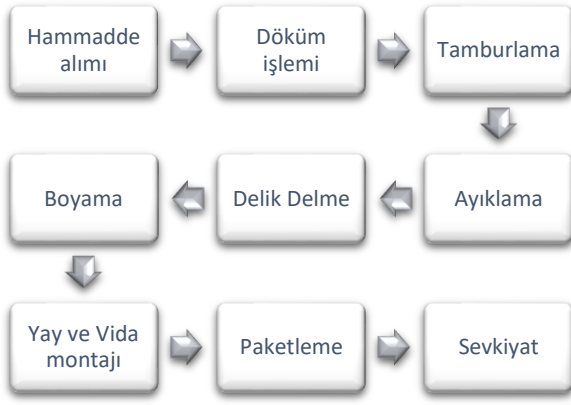 Hammadde
alımı
Döküm
işlemi
Tamburlama
Ayıklama
Delik Delme
Boyama
Yay ve Vida
montajı
Paketleme
Sevkiyat